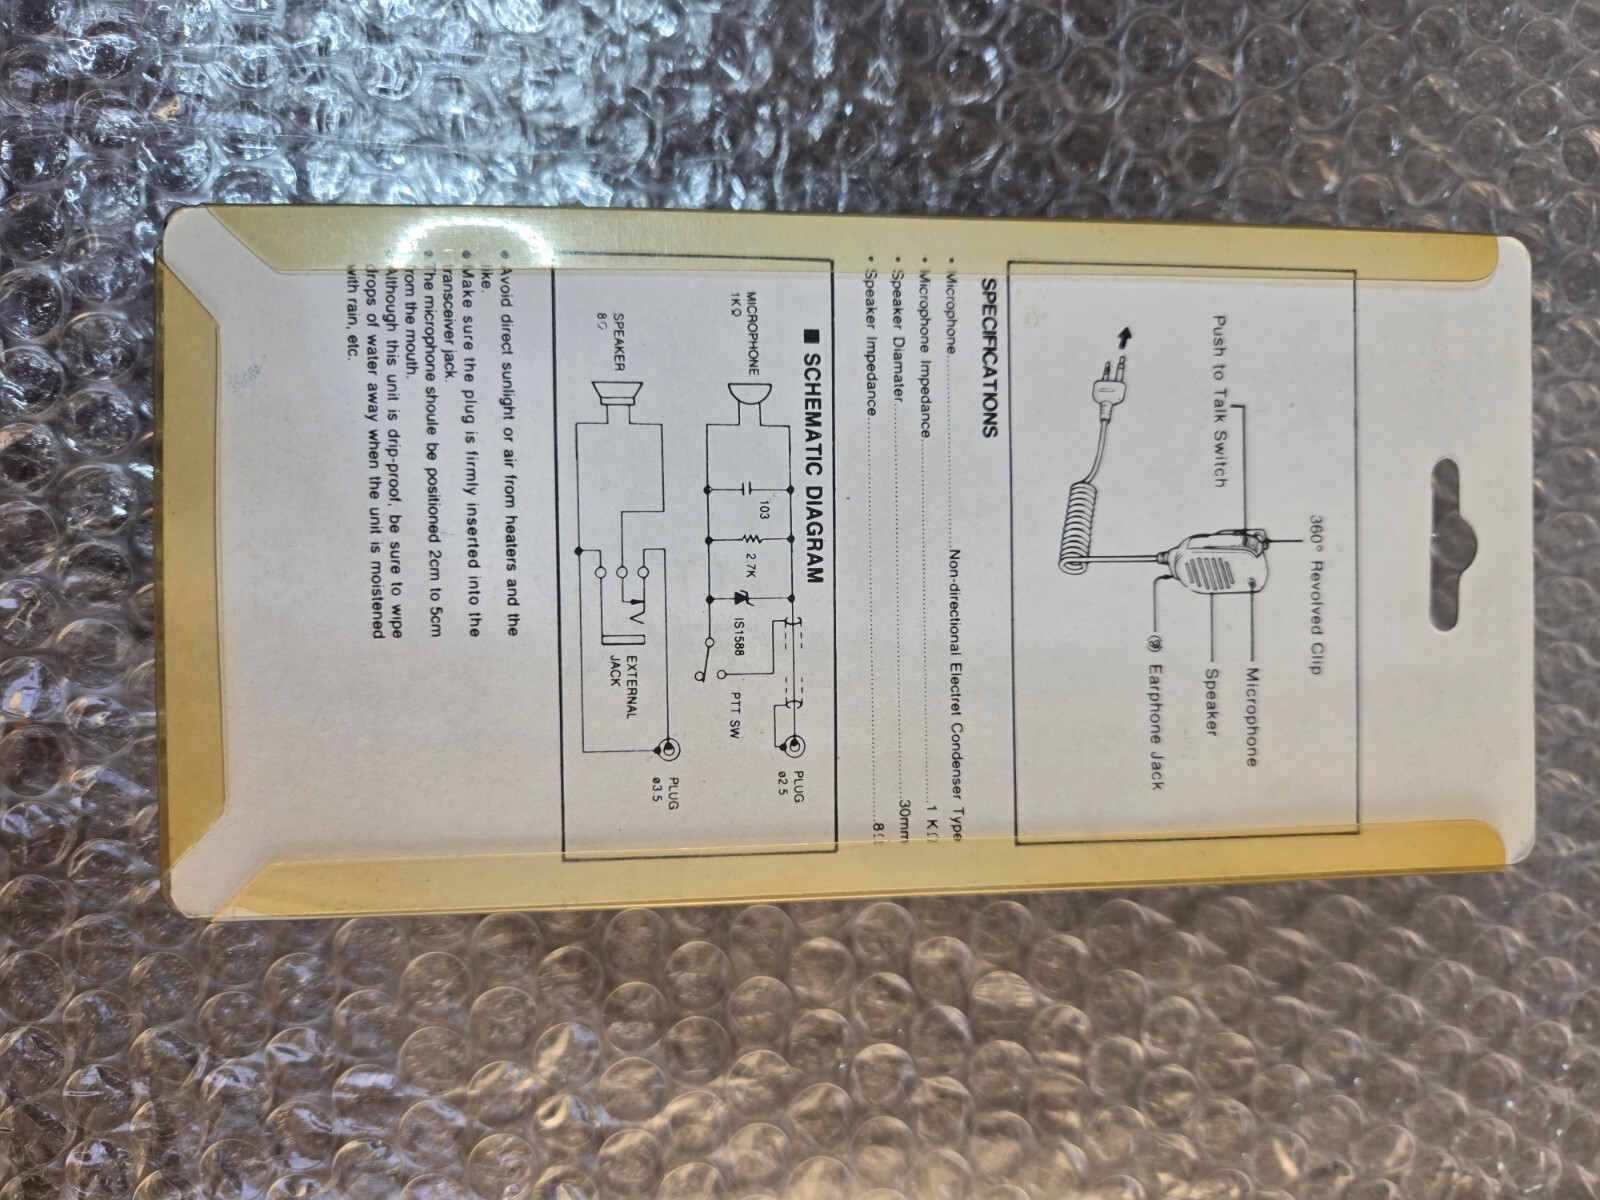 360° Revolved Clip
Push to Talk Switch
Microphone
Speaker
Earphone Jack
SPECIFICATIONS
• Microphone..........Non-directional Electret Condenser Type
• Microphone Impedance..........1 KΩ
• Speaker Diamater..........30mm
• Speaker Impedance..........8Ω
■ SCHEMATIC DIAGRAM
MICROPHONE
1KΩ
103
2.7K
IS1588
PTT SW
PLUG
ø2.5
SPEAKER
8Ω
EXTERNAL
JACK
PLUG
ø3.5
● Avoid direct sunlight or air from heaters and the
like.
● Make sure the plug is firmly inserted into the
transceiver jack.
● The microphone shoule be positioned 2cm to 5cm
from the mouth.
Although this unit is drip-proof, be sure to wipe
drops of water away when the unit is moistened
with rain, etc.